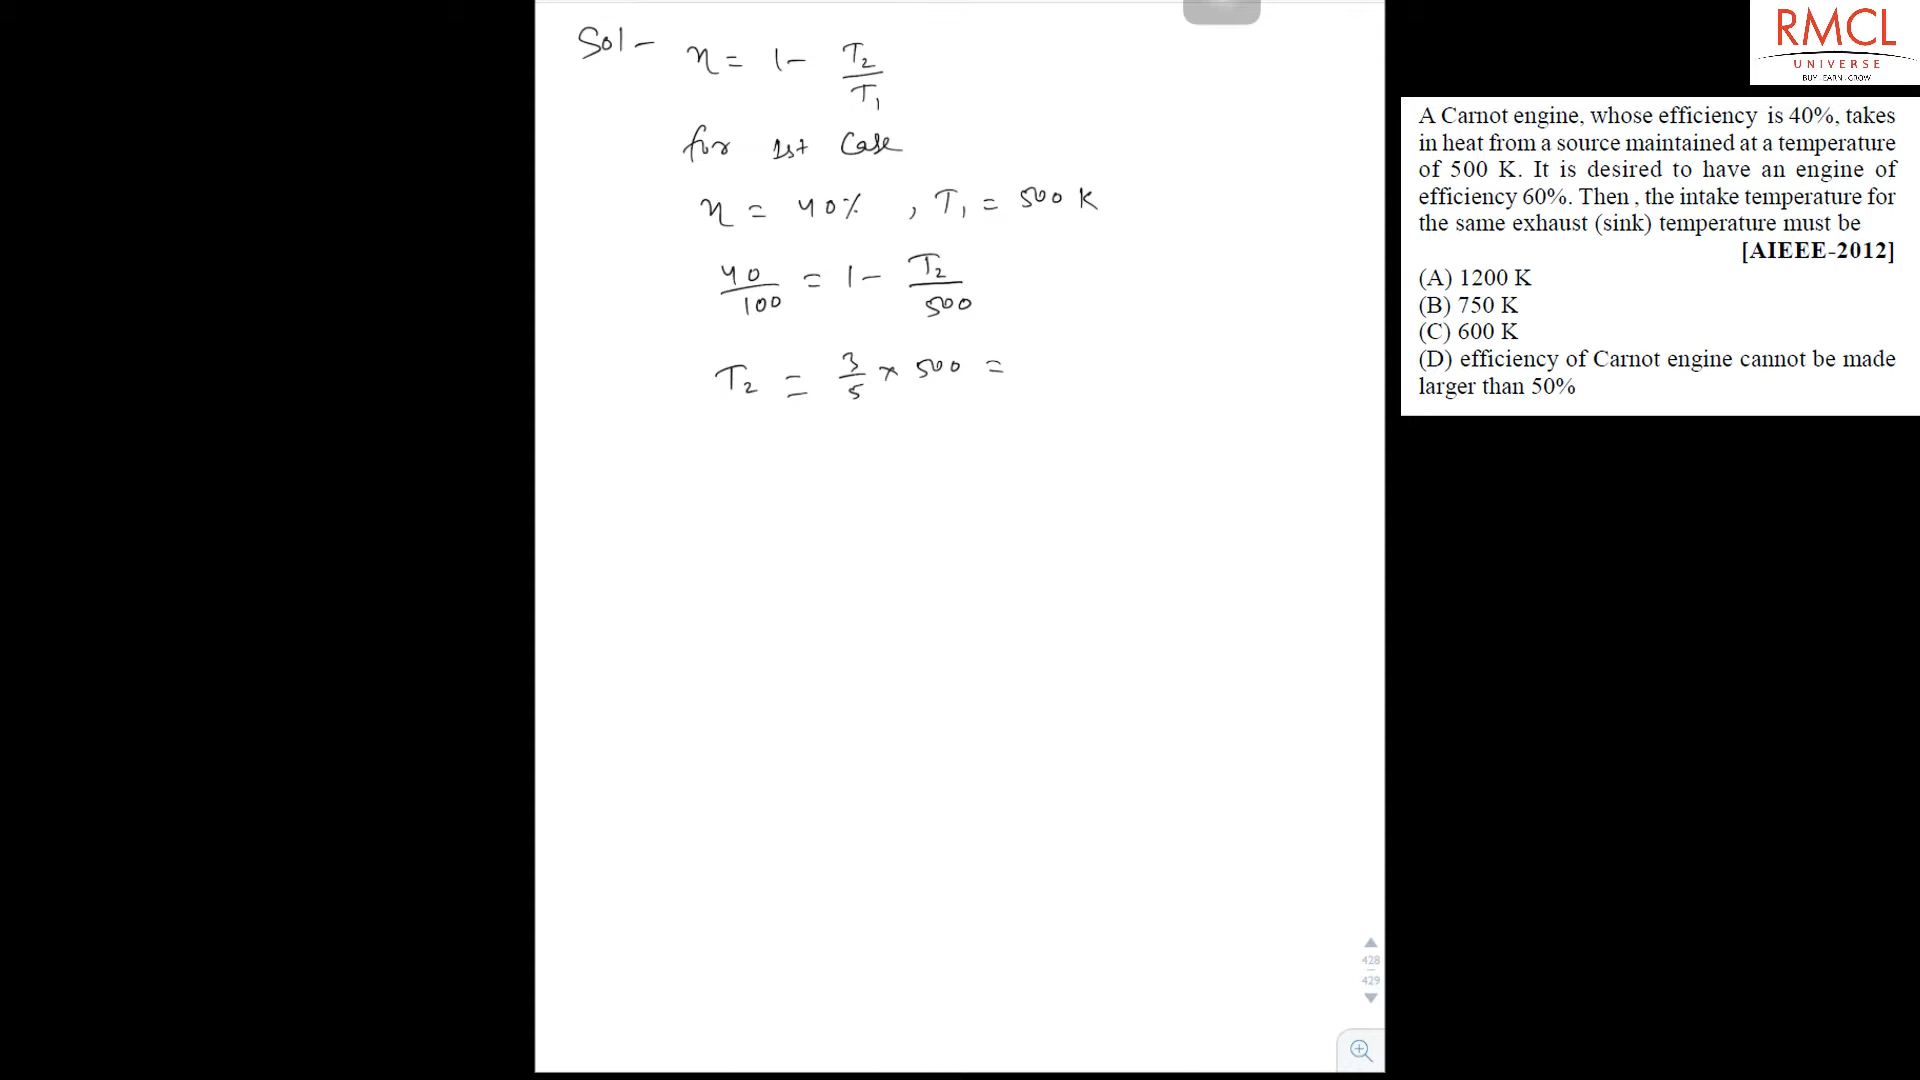 Sol-
η = 1 - T₂/T₁
for 1st Case
η = 40% , T₁ = 500 K
40/100 = 1 - T₂/500
T₂ = 3/5 × 500 =
RMCL
UNIVERSE
BUY . EARN . GROW
A Carnot engine, whose efficiency is 40%, takes
in heat from a source maintained at a temperature
of 500 K. It is desired to have an engine of
efficiency 60%. Then , the intake temperature for
the same exhaust (sink) temperature must be
[AIEEE-2012]
(A) 1200 K
(B) 750 K
(C) 600 K
(D) efficiency of Carnot engine cannot be made
larger than 50%
428
429